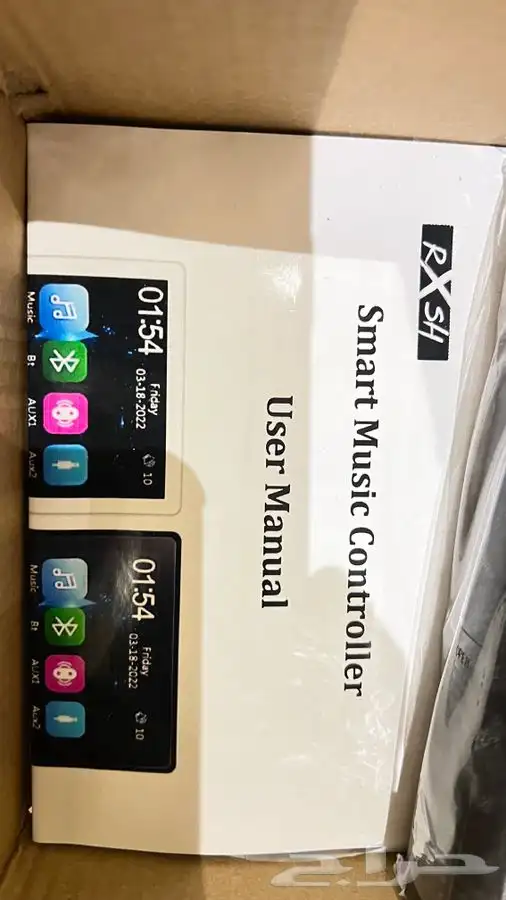 RXSH
Smart Music Controller
User Manual
01:54
Friday
03-18-2022
10
Music
Bt
AUX1
Aux2
01:54
Friday
03-18-2022
10
Music
Bt
AUX1
Aux2
حراج